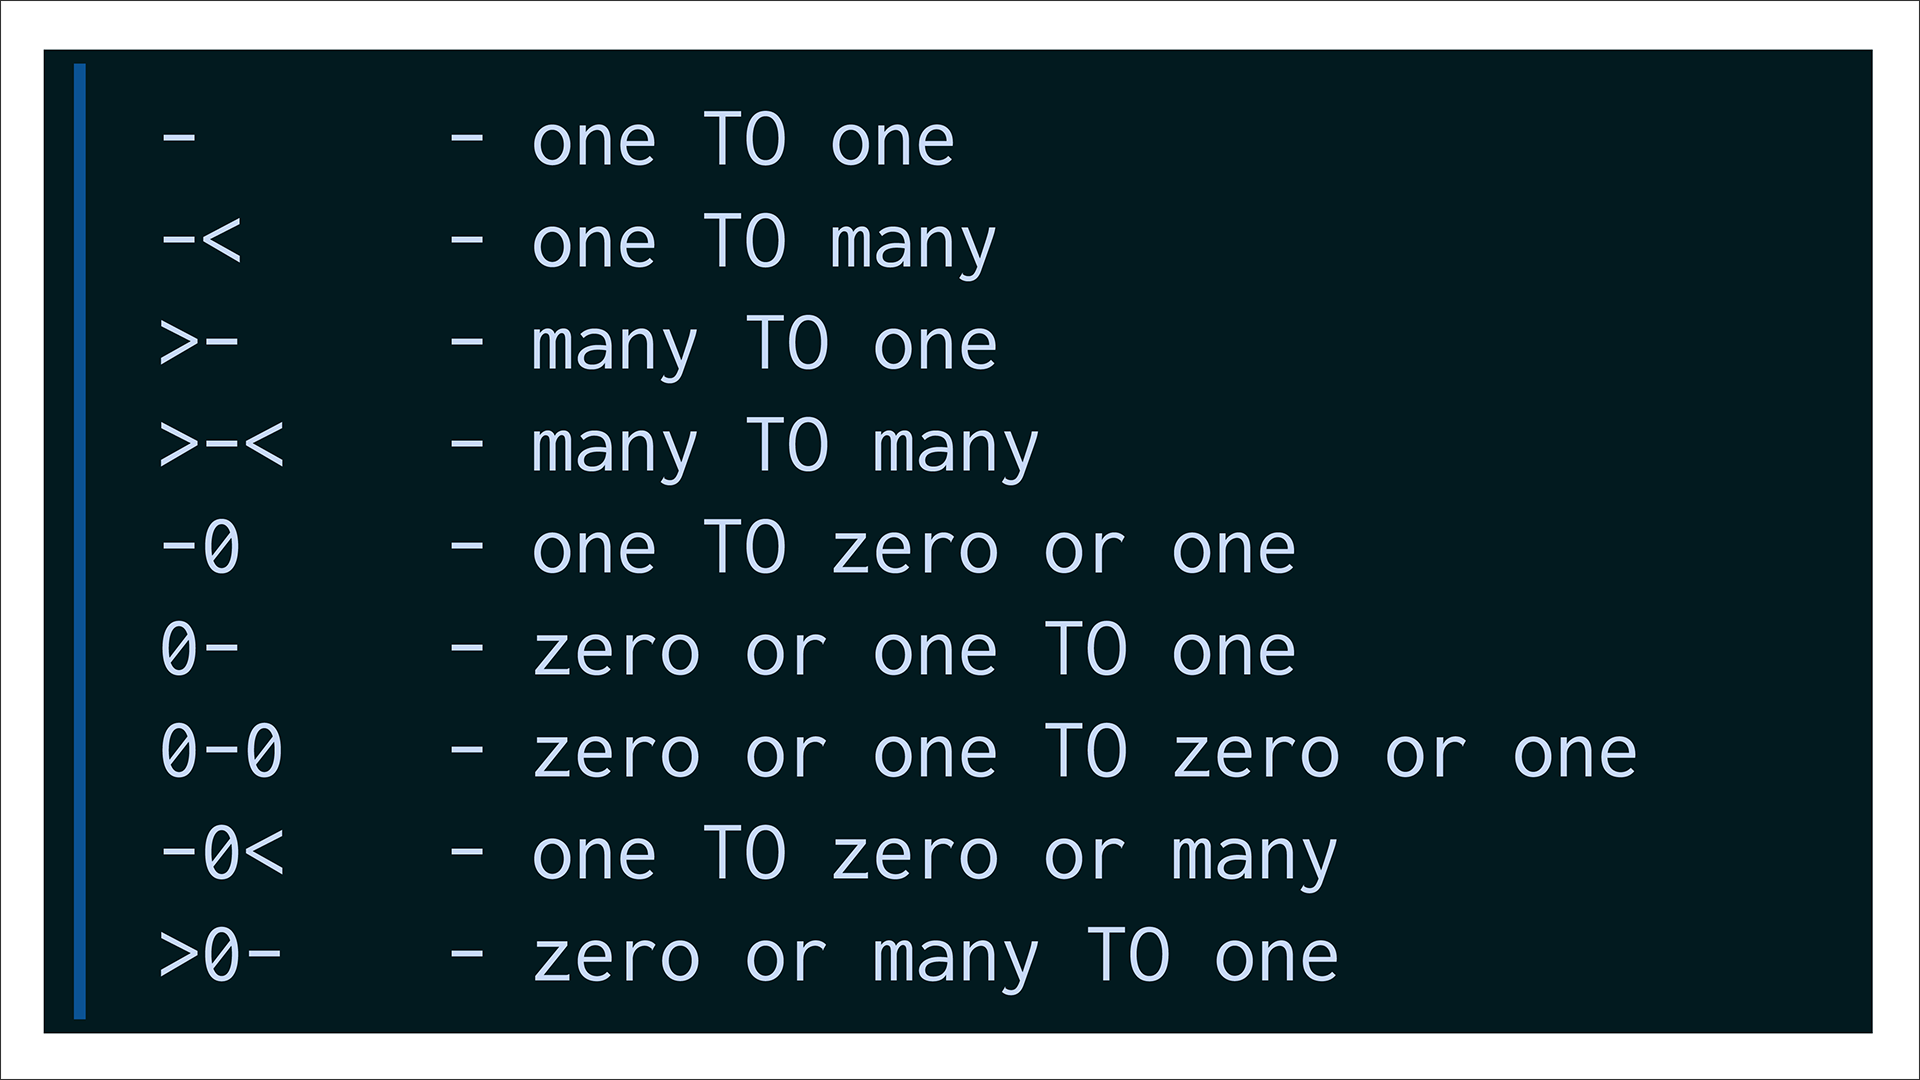 -      - one TO one
-<     - one TO many
>-     - many TO one
>-<    - many TO many
-0     - one TO zero or one
0-     - zero or one TO one
0-0    - zero or one TO zero or one
-0<    - one TO zero or many
>0-    - zero or many TO one